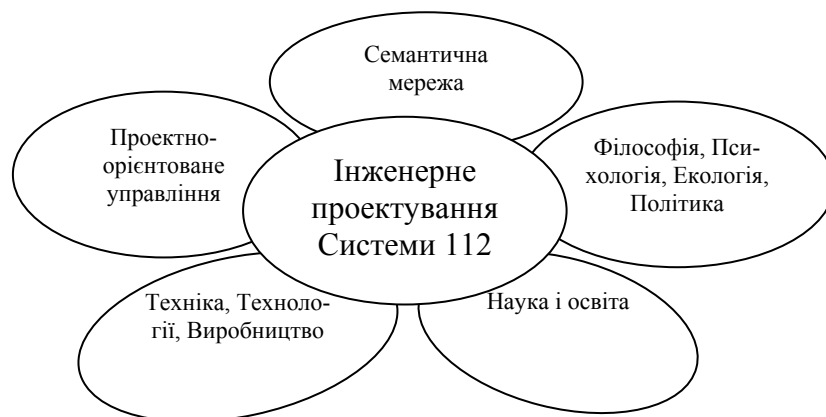 Семантична
мережа
Проектно-
орієнтоване
управління
Філософія, Пси-
хологія, Екологія,
Політика
Інженерне
проектування
Системи 112
Техніка, Техноло-
гії, Виробництво
Наука і освіта